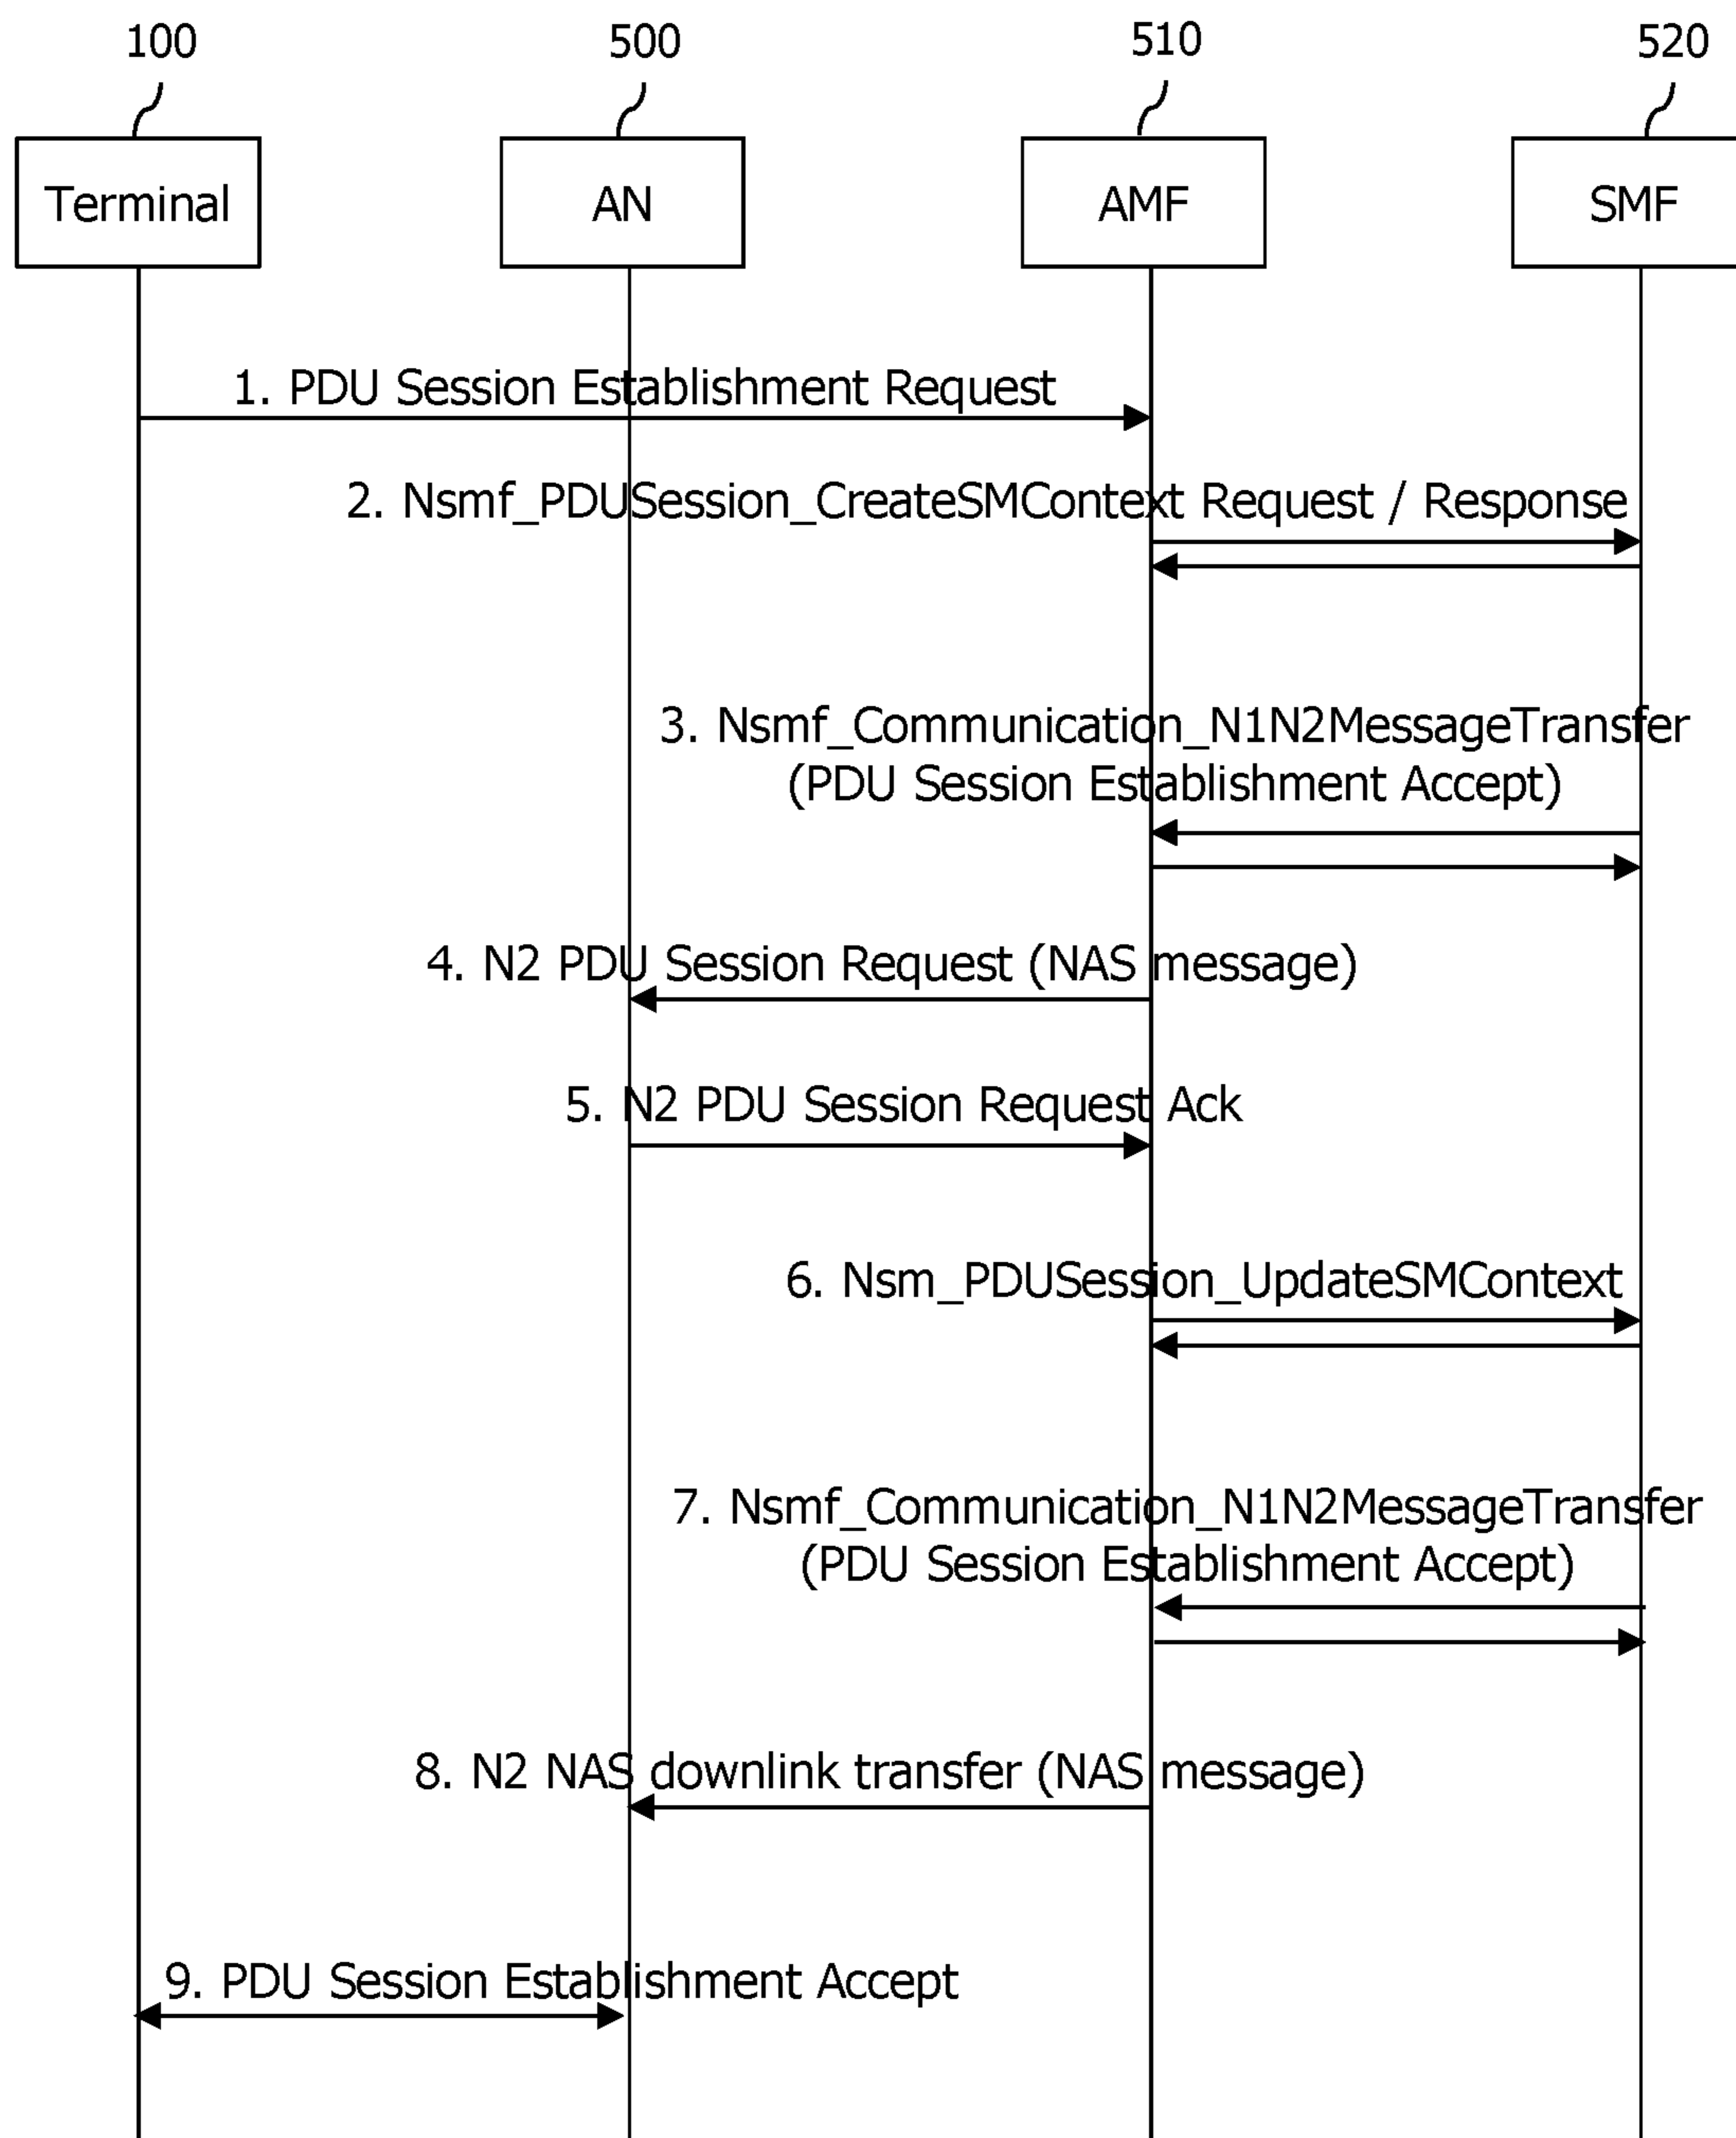 100
500
510
520
Terminal
AN
AMF
SMF
1. PDU Session Establishment Request
2. Nsmf_PDUSession_CreateSMContext Request / Response
3. Nsmf_Communication_N1N2MessageTransfer
(PDU Session Establishment Accept)
4. N2 PDU Session Request (NAS message)
5. N2 PDU Session Request Ack
6. Nsm_PDUSession_UpdateSMContext
7. Nsmf_Communication_N1N2MessageTransfer
(PDU Session Establishment Accept)
8. N2 NAS downlink transfer (NAS message)
9. PDU Session Establishment Accept